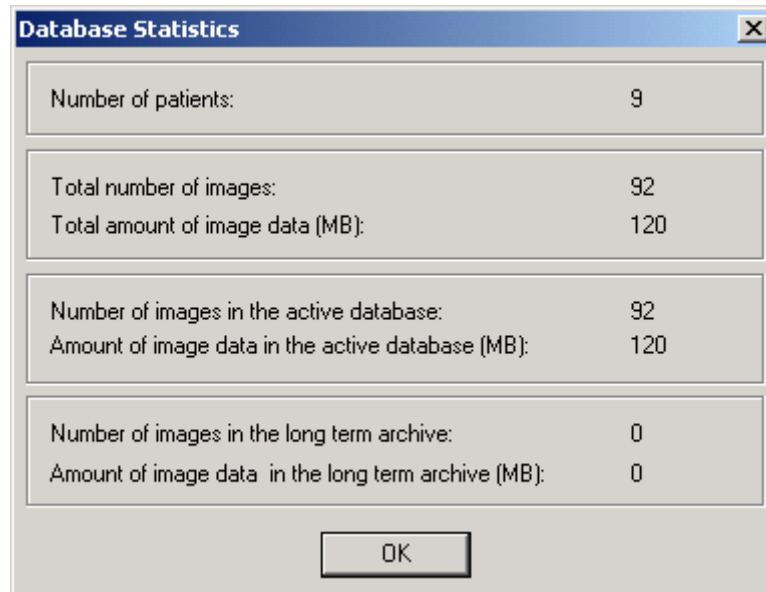 Database Statistics
Number of patients: 9
Total number of images: 92
Total amount of image data (MB): 120
Number of images in the active database: 92
Amount of image data in the active database (MB): 120
Number of images in the long term archive: 0
Amount of image data  in the long term archive (MB): 0
OK